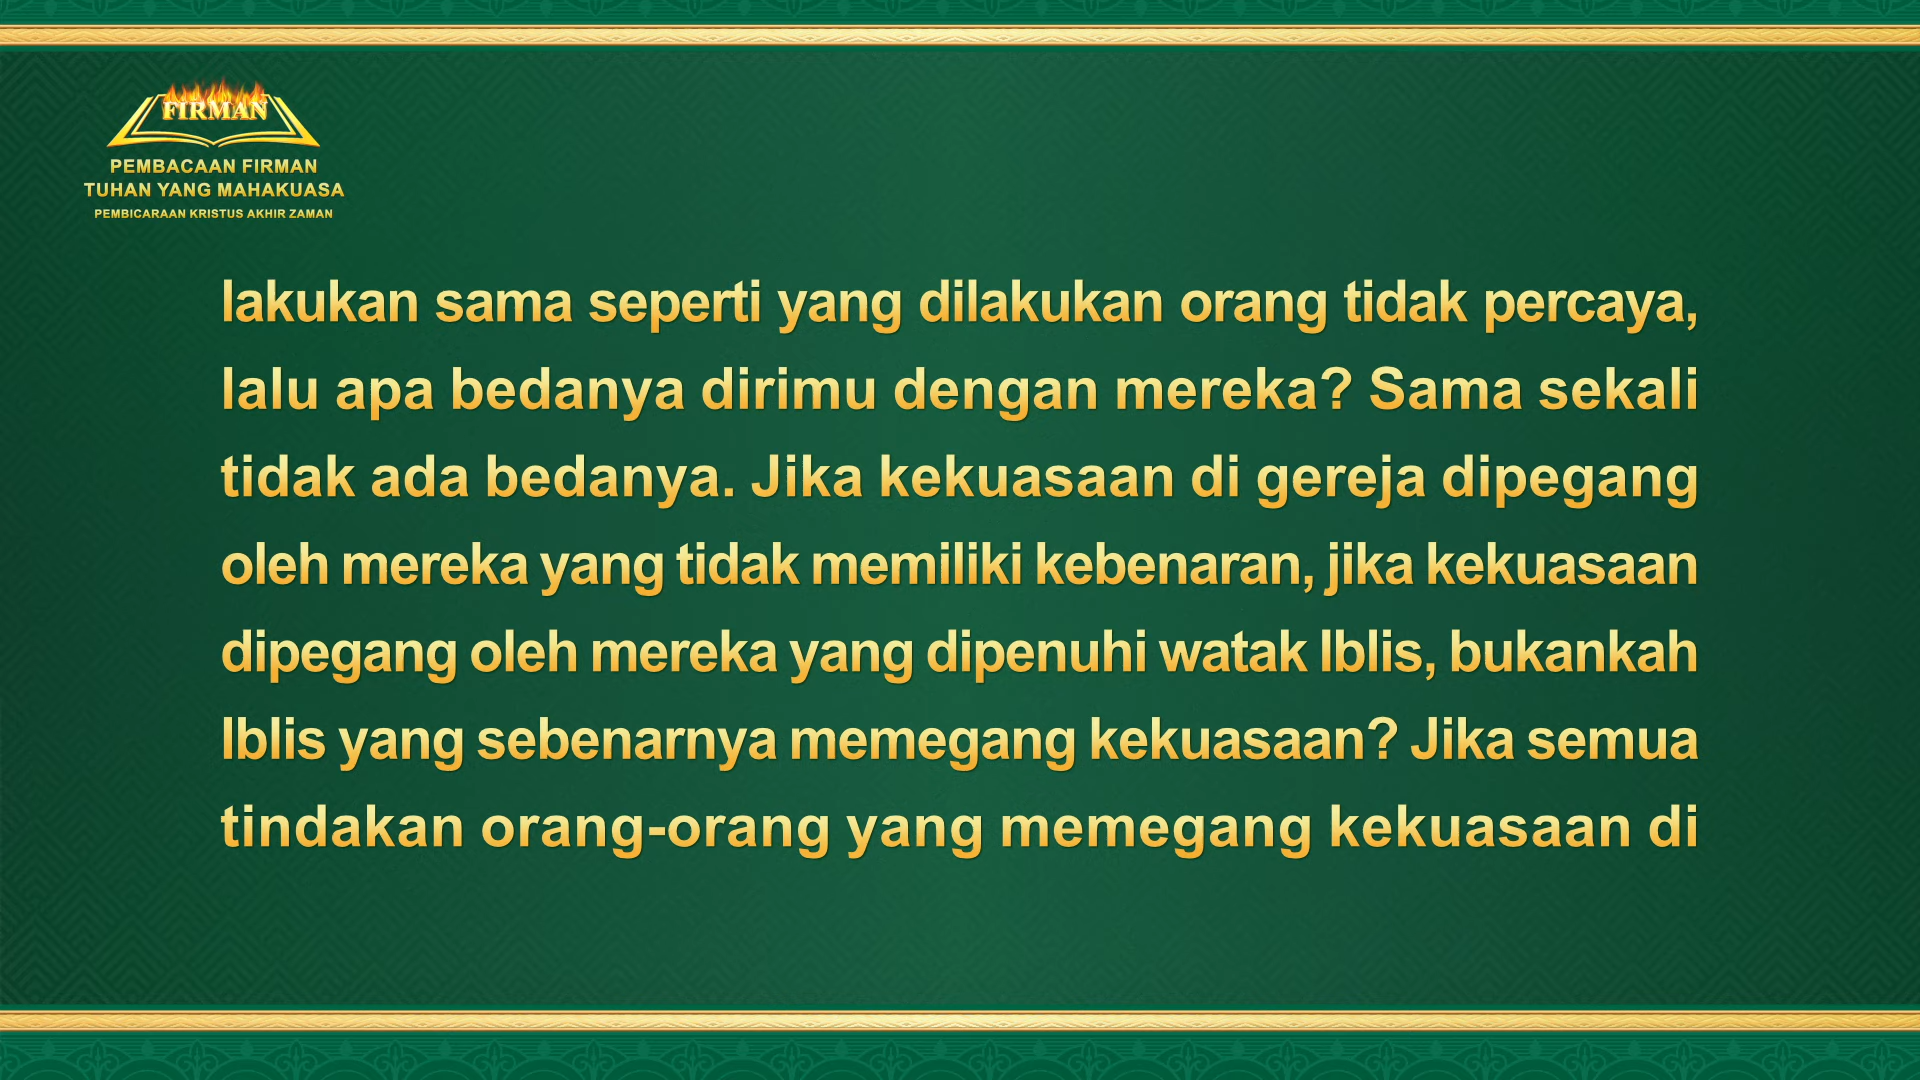 FIRMAN
PEMBACAAN FIRMAN
TUHAN YANG MAHAKUASA
PEMBICARAAN KRISTUS AKHIR ZAMAN
lakukan sama seperti yang dilakukan orang tidak percaya,
lalu apa bedanya dirimu dengan mereka? Sama sekali
tidak ada bedanya. Jika kekuasaan di gereja dipegang
oleh mereka yang tidak memiliki kebenaran, jika kekuasaan
dipegang oleh mereka yang dipenuhi watak Iblis, bukankah
Iblis yang sebenarnya memegang kekuasaan? Jika semua
tindakan orang-orang yang memegang kekuasaan di